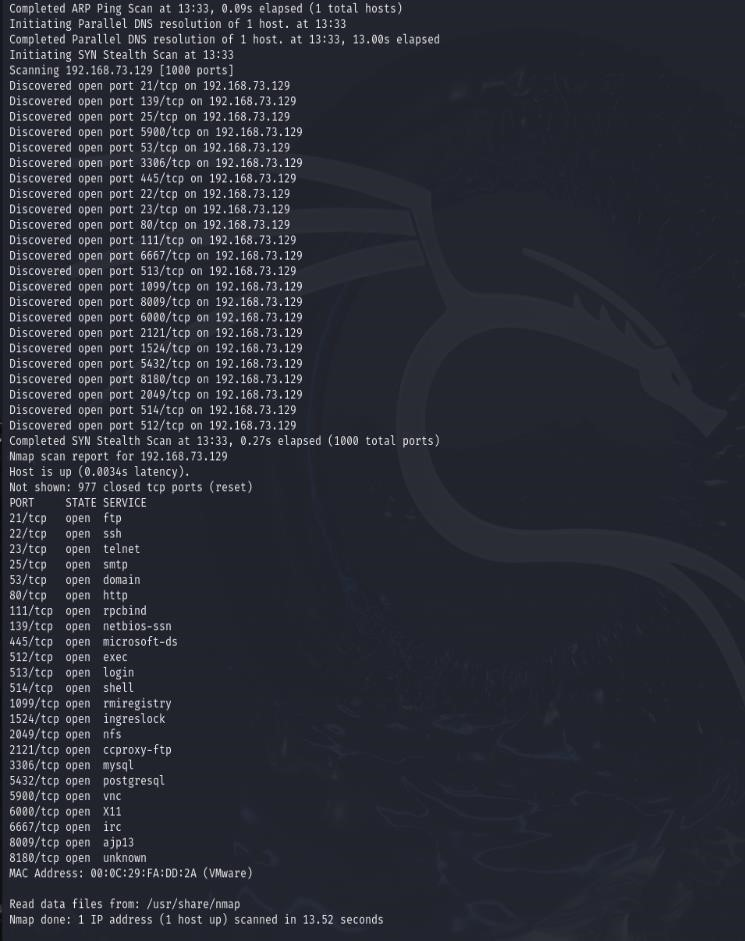 Completed ARP Ping Scan at 13:33, 0.09s elapsed (1 total hosts)
Initiating Parallel DNS resolution of 1 host. at 13:33
Completed Parallel DNS resolution of 1 host. at 13:33, 13.00s elapsed
Initiating SYN Stealth Scan at 13:33
Scanning 192.168.73.129 [1000 ports]
Discovered open port 21/tcp on 192.168.73.129
Discovered open port 139/tcp on 192.168.73.129
Discovered open port 25/tcp on 192.168.73.129
Discovered open port 5900/tcp on 192.168.73.129
Discovered open port 53/tcp on 192.168.73.129
Discovered open port 3306/tcp on 192.168.73.129
Discovered open port 445/tcp on 192.168.73.129
Discovered open port 22/tcp on 192.168.73.129
Discovered open port 23/tcp on 192.168.73.129
Discovered open port 80/tcp on 192.168.73.129
Discovered open port 111/tcp on 192.168.73.129
Discovered open port 6667/tcp on 192.168.73.129
Discovered open port 513/tcp on 192.168.73.129
Discovered open port 1099/tcp on 192.168.73.129
Discovered open port 8009/tcp on 192.168.73.129
Discovered open port 6000/tcp on 192.168.73.129
Discovered open port 2121/tcp on 192.168.73.129
Discovered open port 1524/tcp on 192.168.73.129
Discovered open port 5432/tcp on 192.168.73.129
Discovered open port 8180/tcp on 192.168.73.129
Discovered open port 2049/tcp on 192.168.73.129
Discovered open port 514/tcp on 192.168.73.129
Discovered open port 512/tcp on 192.168.73.129
Completed SYN Stealth Scan at 13:33, 0.27s elapsed (1000 total ports)
Nmap scan report for 192.168.73.129
Host is up (0.0034s latency).
Not shown: 977 closed tcp ports (reset)
PORT     STATE SERVICE
21/tcp   open  ftp
22/tcp   open  ssh
23/tcp   open  telnet
25/tcp   open  smtp
53/tcp   open  domain
80/tcp   open  http
111/tcp  open  rpcbind
139/tcp  open  netbios-ssn
445/tcp  open  microsoft-ds
512/tcp  open  exec
513/tcp  open  login
514/tcp  open  shell
1099/tcp open  rmiregistry
1524/tcp open  ingreslock
2049/tcp open  nfs
2121/tcp open  ccproxy-ftp
3306/tcp open  mysql
5432/tcp open  postgresql
5900/tcp open  vnc
6000/tcp open  X11
6667/tcp open  irc
8009/tcp open  ajp13
8180/tcp open  unknown
MAC Address: 00:0C:29:FA:DD:2A (VMware)
Read data files from: /usr/share/nmap
Nmap done: 1 IP address (1 host up) scanned in 13.52 seconds